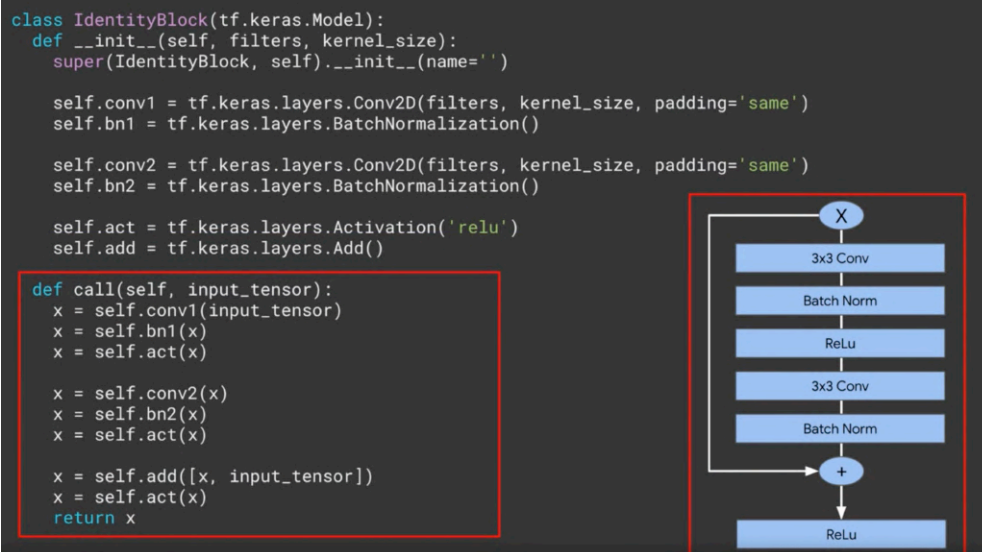 class IdentityBlock(tf.keras.Model):
  def __init__(self, filters, kernel_size):
    super(IdentityBlock, self).__init__(name='')

    self.conv1 = tf.keras.layers.Conv2D(filters, kernel_size, padding='same')
    self.bn1 = tf.keras.layers.BatchNormalization()

    self.conv2 = tf.keras.layers.Conv2D(filters, kernel_size, padding='same')
    self.bn2 = tf.keras.layers.BatchNormalization()

    self.act = tf.keras.layers.Activation('relu')
    self.add = tf.keras.layers.Add()

  def call(self, input_tensor):
    x = self.conv1(input_tensor)
    x = self.bn1(x)
    x = self.act(x)

    x = self.conv2(x)
    x = self.bn2(x)
    x = self.act(x)

    x = self.add([x, input_tensor])
    x = self.act(x)
    return x
X
3x3 Conv
Batch Norm
ReLu
3x3 Conv
Batch Norm
+
ReLu